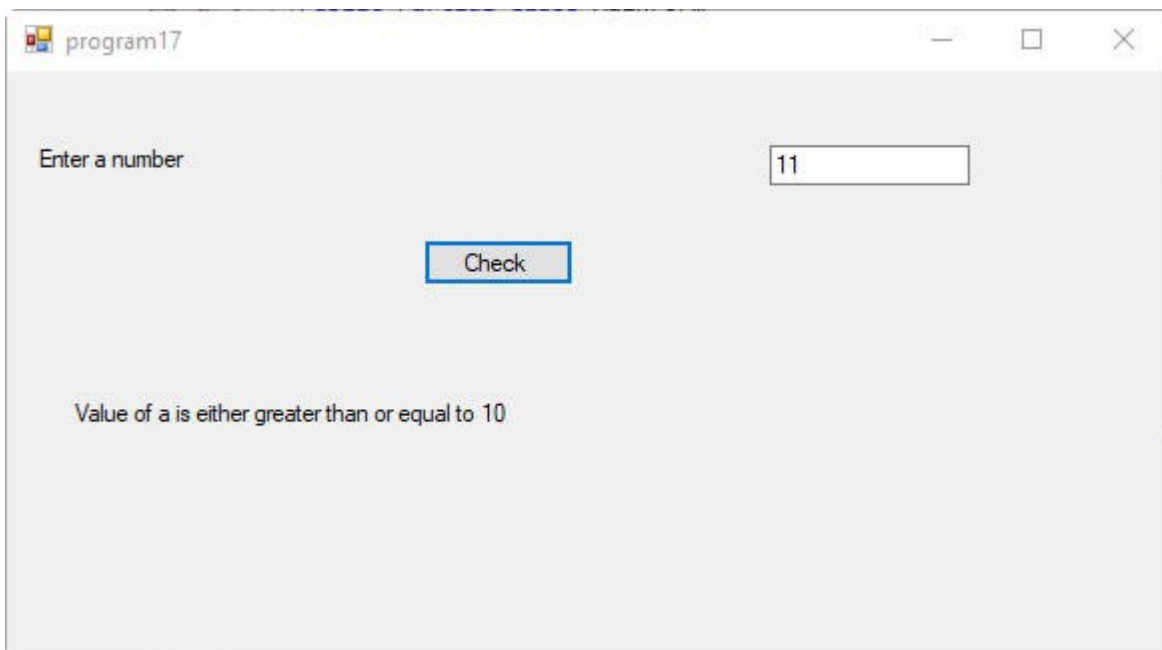 program17
Enter a number
11
Check
Value of a is either greater than or equal to 10